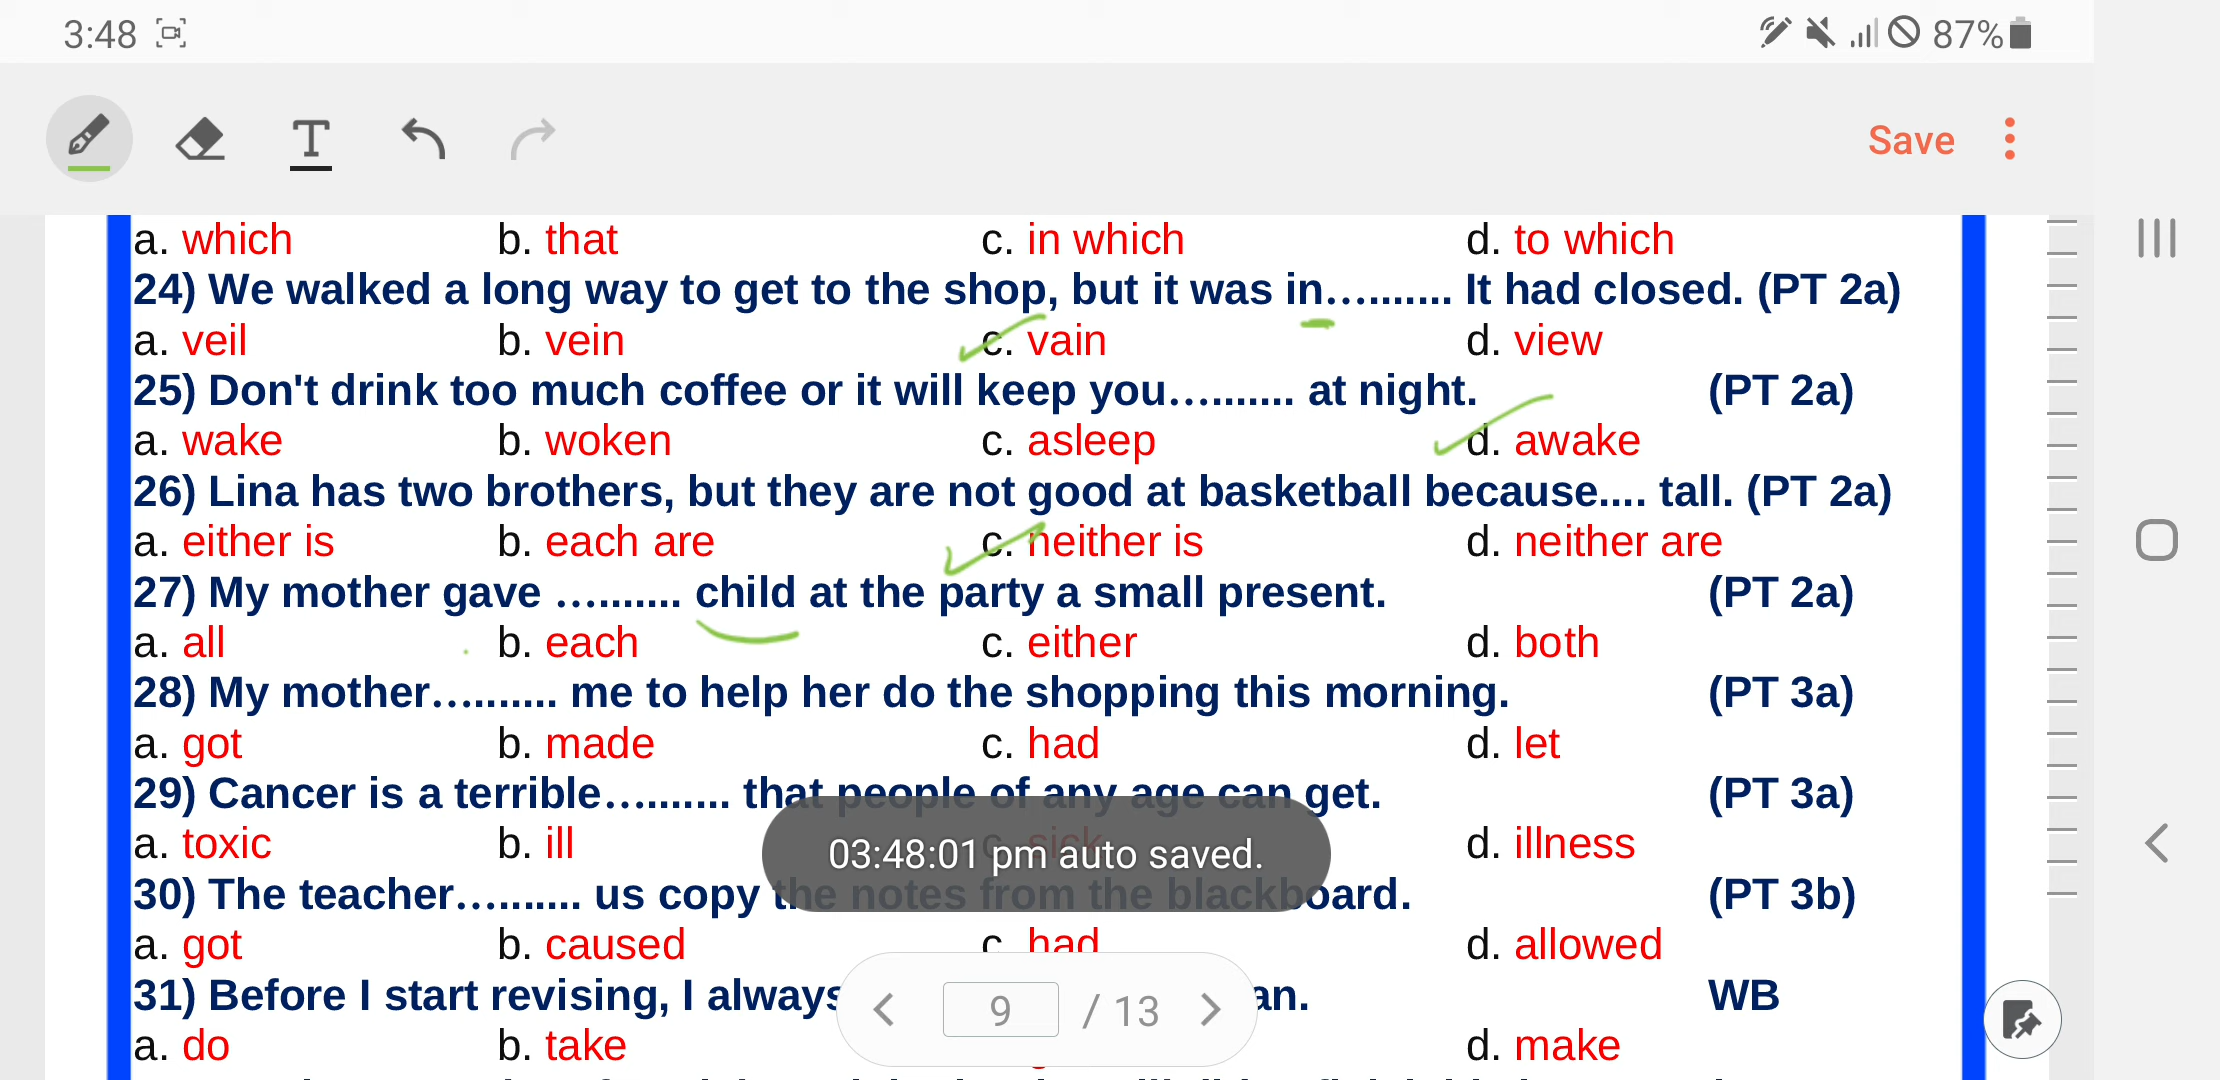 3:48 87%
T Save
a. which b. that c. in which d. to which
24) We walked a long way to get to the shop, but it was in…....... It had closed. (PT 2a)
a. veil b. vein c. vain d. view
25) Don't drink too much coffee or it will keep you…....... at night. (PT 2a)
a. wake b. woken c. asleep d. awake
26) Lina has two brothers, but they are not good at basketball because.... tall. (PT 2a)
a. either is b. each are c. neither is d. neither are
27) My mother gave …....... child at the party a small present. (PT 2a)
a. all b. each c. either d. both
28) My mother…........ me to help her do the shopping this morning. (PT 3a)
a. got b. made c. had d. let
29) Cancer is a terrible…....... that people of any age can get. (PT 3a)
a. toxic b. ill c. sick d. illness
03:48:01 pm auto saved.
30) The teacher…....... us copy the notes from the blackboard. (PT 3b)
a. got b. caused c. had d. allowed
31) Before I start revising, I always an. WB
9 / 13
a. do b. take d. make